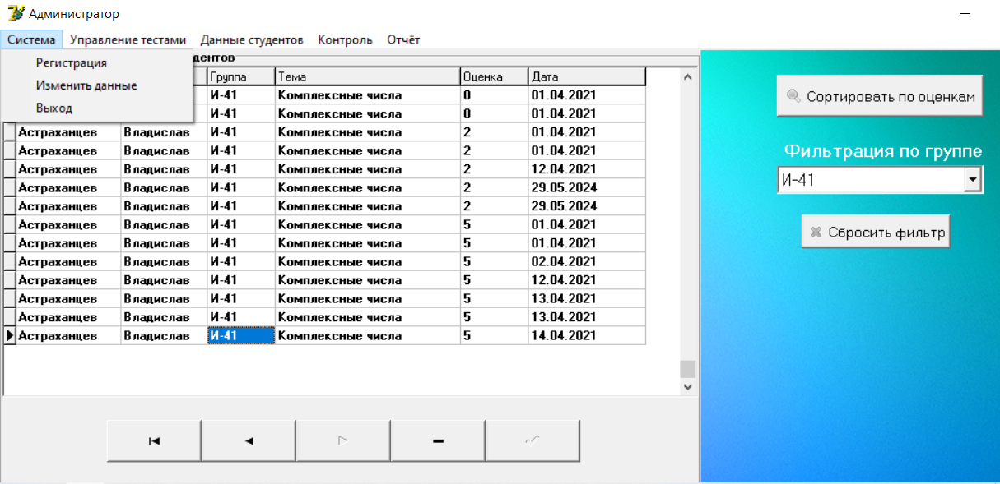 Администратор
Система Управление тестами Данные студентов Контроль Отчёт
Регистрация
Изменить данные
Выход
Группа Тема Оценка Дата
И-41 Комплексные числа 0 01.04.2021
И-41 Комплексные числа 0 01.04.2021
Астраханцев Владислав И-41 Комплексные числа 2 01.04.2021
Астраханцев Владислав И-41 Комплексные числа 2 01.04.2021
Астраханцев Владислав И-41 Комплексные числа 2 12.04.2021
Астраханцев Владислав И-41 Комплексные числа 2 29.05.2024
Астраханцев Владислав И-41 Комплексные числа 2 29.05.2024
Астраханцев Владислав И-41 Комплексные числа 5 01.04.2021
Астраханцев Владислав И-41 Комплексные числа 5 01.04.2021
Астраханцев Владислав И-41 Комплексные числа 5 02.04.2021
Астраханцев Владислав И-41 Комплексные числа 5 12.04.2021
Астраханцев Владислав И-41 Комплексные числа 5 13.04.2021
Астраханцев Владислав И-41 Комплексные числа 5 13.04.2021
Астраханцев Владислав И-41 Комплексные числа 5 14.04.2021
Сортировать по оценкам
Фильтрация по группе
И-41
Сбросить фильтр